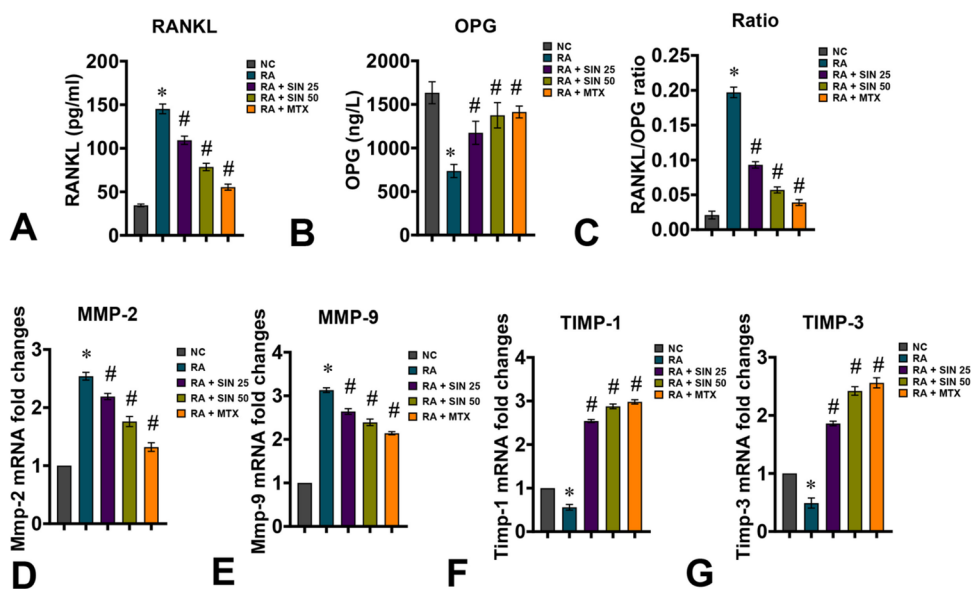 RANKL
RANKL (pg/ml)
200
150
100
50
0
*
#
#
#
NC
RA
RA + SIN 25
RA + SIN 50
RA + MTX
A
OPG
OPG (ng/L)
2000
1500
1000
500
0
*
#
#
#
NC
RA
RA + SIN 25
RA + SIN 50
RA + MTX
B
Ratio
RANKL/OPG ratio
0.25
0.20
0.15
0.10
0.05
0.00
*
#
#
#
NC
RA
RA + SIN 25
RA + SIN 50
RA + MTX
C
MMP-2
Mmp-2 mRNA fold changes
3
2
1
0
*
#
#
#
NC
RA
RA + SIN 25
RA + SIN 50
RA + MTX
D
MMP-9
Mmp-9 mRNA fold changes
4
3
2
1
0
*
#
#
#
NC
RA
RA + SIN 25
RA + SIN 50
RA + MTX
E
TIMP-1
Timp-1 mRNA fold changes
4
3
2
1
0
*
#
#
#
NC
RA
RA + SIN 25
RA + SIN 50
RA + MTX
F
TIMP-3
Timp-3 mRNA fold changes
3
2
1
0
*
#
#
#
NC
RA
RA + SIN 25
RA + SIN 50
RA + MTX
G